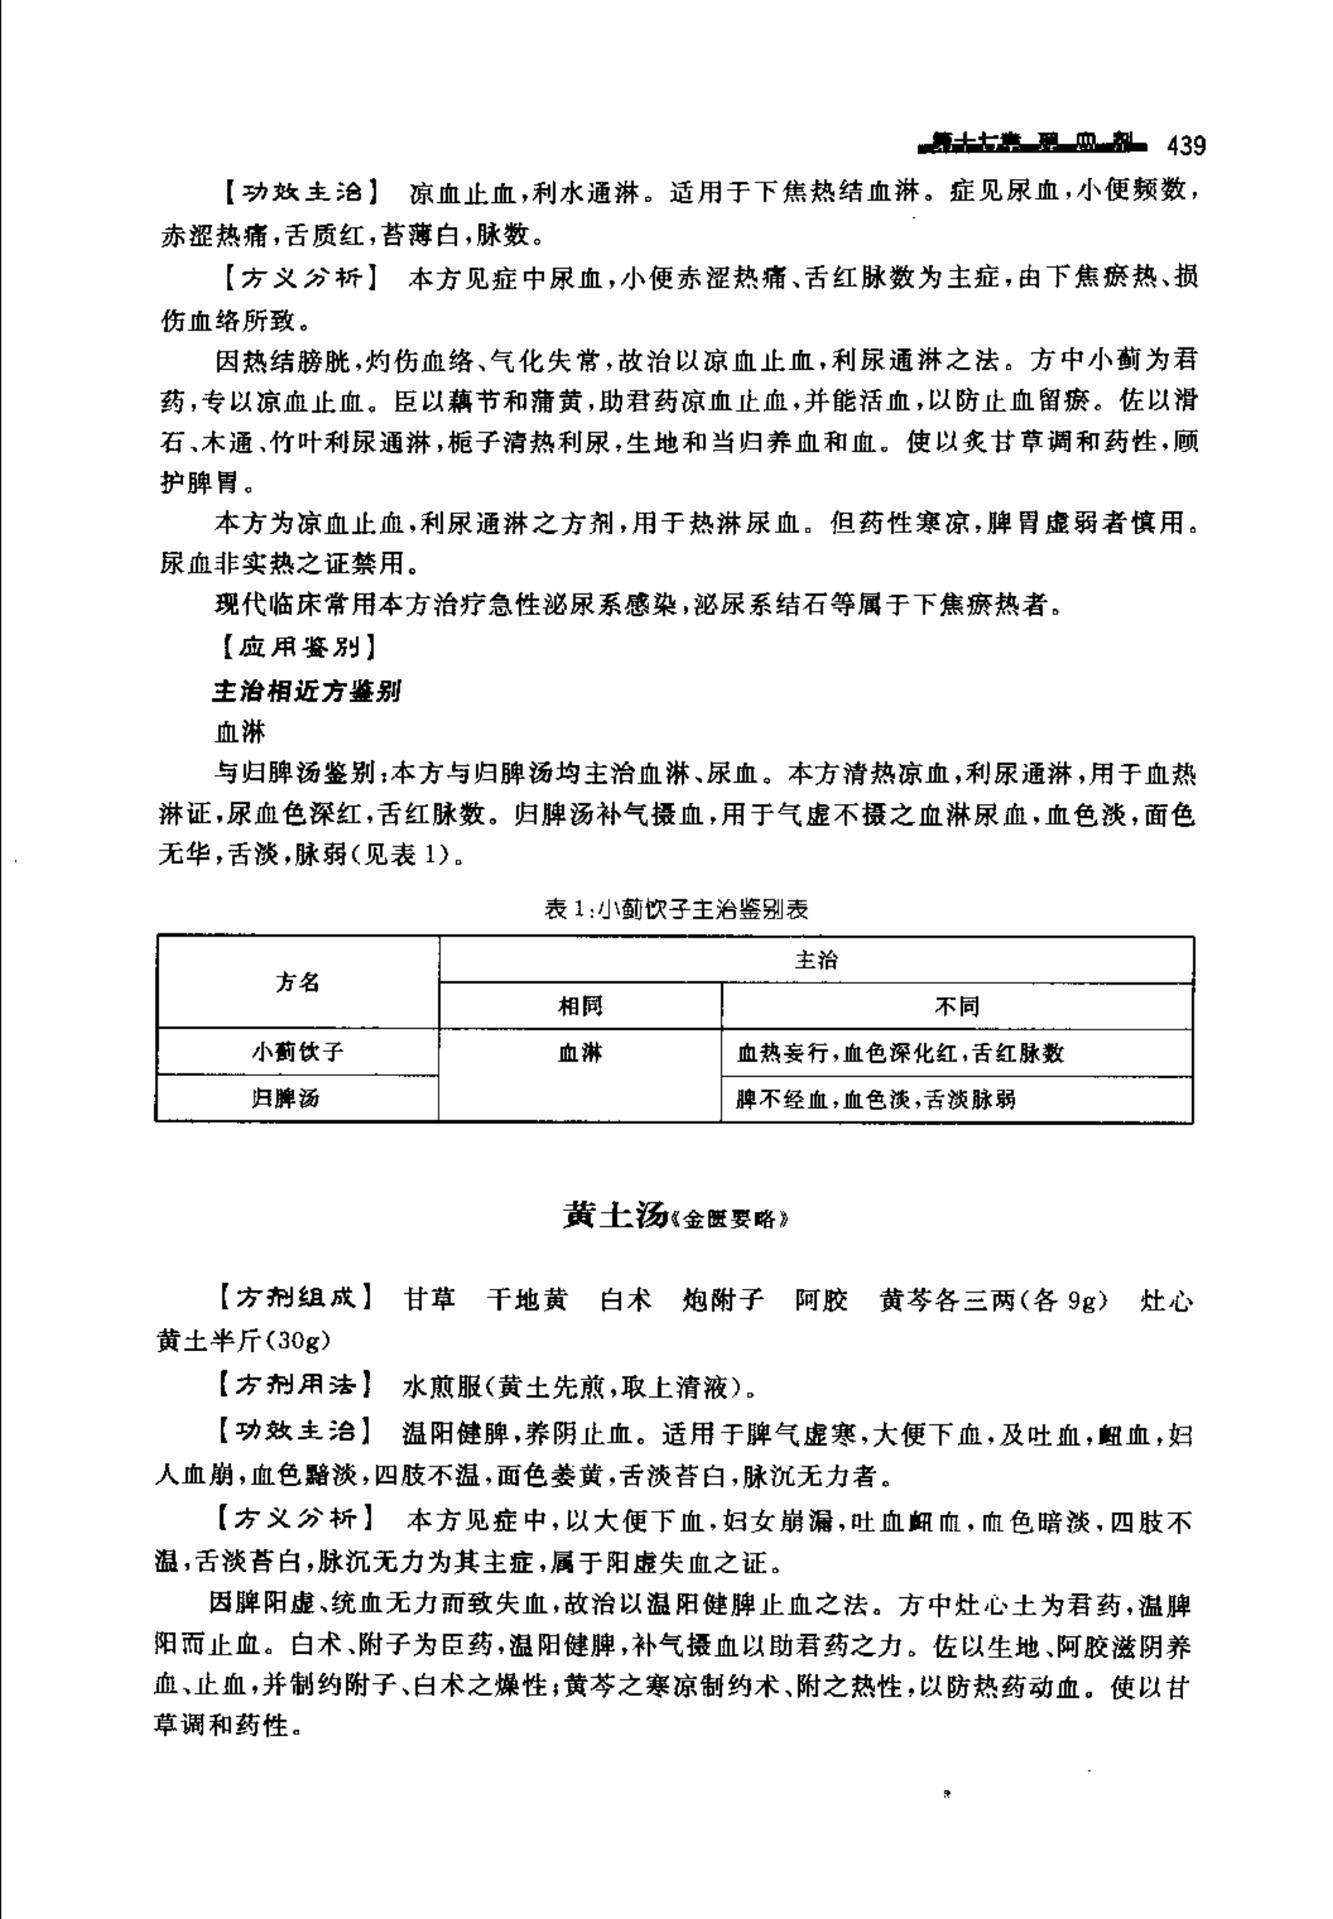 第十七章 理血剂 439
【功效主治】 凉血止血,利水通淋。适用于下焦热结血淋。症见尿血,小便频数,
赤涩热痛,舌质红,苔薄白,脉数。
【方义分析】 本方见症中尿血,小便赤涩热痛、舌红脉数为主症,由下焦瘀热、损
伤血络所致。
因热结膀胱,灼伤血络、气化失常,故治以凉血止血,利尿通淋之法。方中小蓟为君
药,专以凉血止血。臣以藕节和蒲黄,助君药凉血止血,并能活血,以防止血留瘀。佐以滑
石、木通、竹叶利尿通淋,栀子清热利尿,生地和当归养血和血。使以炙甘草调和药性,顾
护脾胃。
本方为凉血止血,利尿通淋之方剂,用于热淋尿血。但药性寒凉,脾胃虚弱者慎用。
尿血非实热之证禁用。
现代临床常用本方治疗急性泌尿系感染,泌尿系结石等属于下焦瘀热者。
【应用鉴别】
主治相近方鉴别
血淋
与归脾汤鉴别:本方与归脾汤均主治血淋、尿血。本方清热凉血,利尿通淋,用于血热
淋证,尿血色深红,舌红脉数。归脾汤补气摄血,用于气虚不摄之血淋尿血,血色淡,面色
无华,舌淡,脉弱(见表 1)。
表 1:小蓟饮子主治鉴别表
方名 主治
相同 不同
小蓟饮子 血淋 血热妄行,血色深化红,舌红脉数
归脾汤 脾不经血,血色淡,舌淡脉弱
黄土汤《金匮要略》
【方剂组成】 甘草 干地黄 白术 炮附子 阿胶 黄芩各三两(各 9g) 灶心
黄土半斤(30g)
【方剂用法】 水煎服(黄土先煎,取上清液)。
【功效主治】 温阳健脾,养阴止血。适用于脾气虚寒,大便下血,及吐血,衄血,妇
人血崩,血色黯淡,四肢不温,面色萎黄,舌淡苔白,脉沉无力者。
【方义分析】 本方见症中,以大便下血,妇女崩漏,吐血衄血,血色暗淡,四肢不
温,舌淡苔白,脉沉无力为其主症,属于阳虚失血之证。
因脾阳虚、统血无力而致失血,故治以温阳健脾止血之法。方中灶心土为君药,温脾
阳而止血。白术、附子为臣药,温阳健脾,补气摄血以助君药之力。佐以生地、阿胶滋阴养
血、止血,并制约附子、白术之燥性;黄芩之寒凉制约术、附之热性,以防热药动血。使以甘
草调和药性。